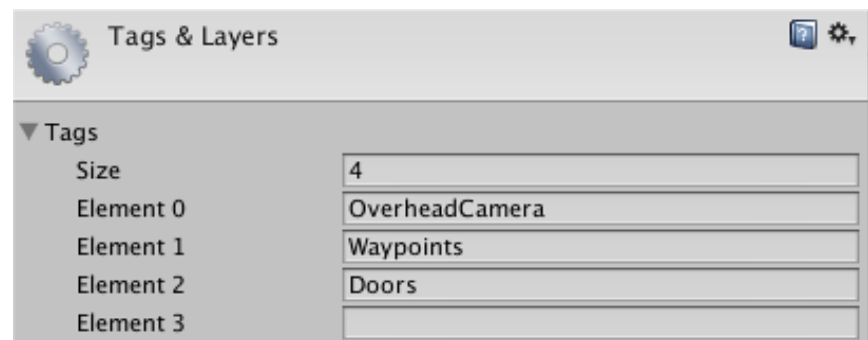 Tags & Layers
Tags
Size 4
Element 0 OverheadCamera
Element 1 Waypoints
Element 2 Doors
Element 3